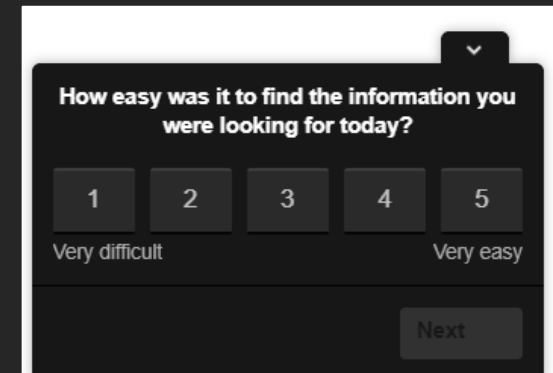 How easy was it to find the information you
were looking for today?
1 2 3 4 5
Very difficult Very easy
Next